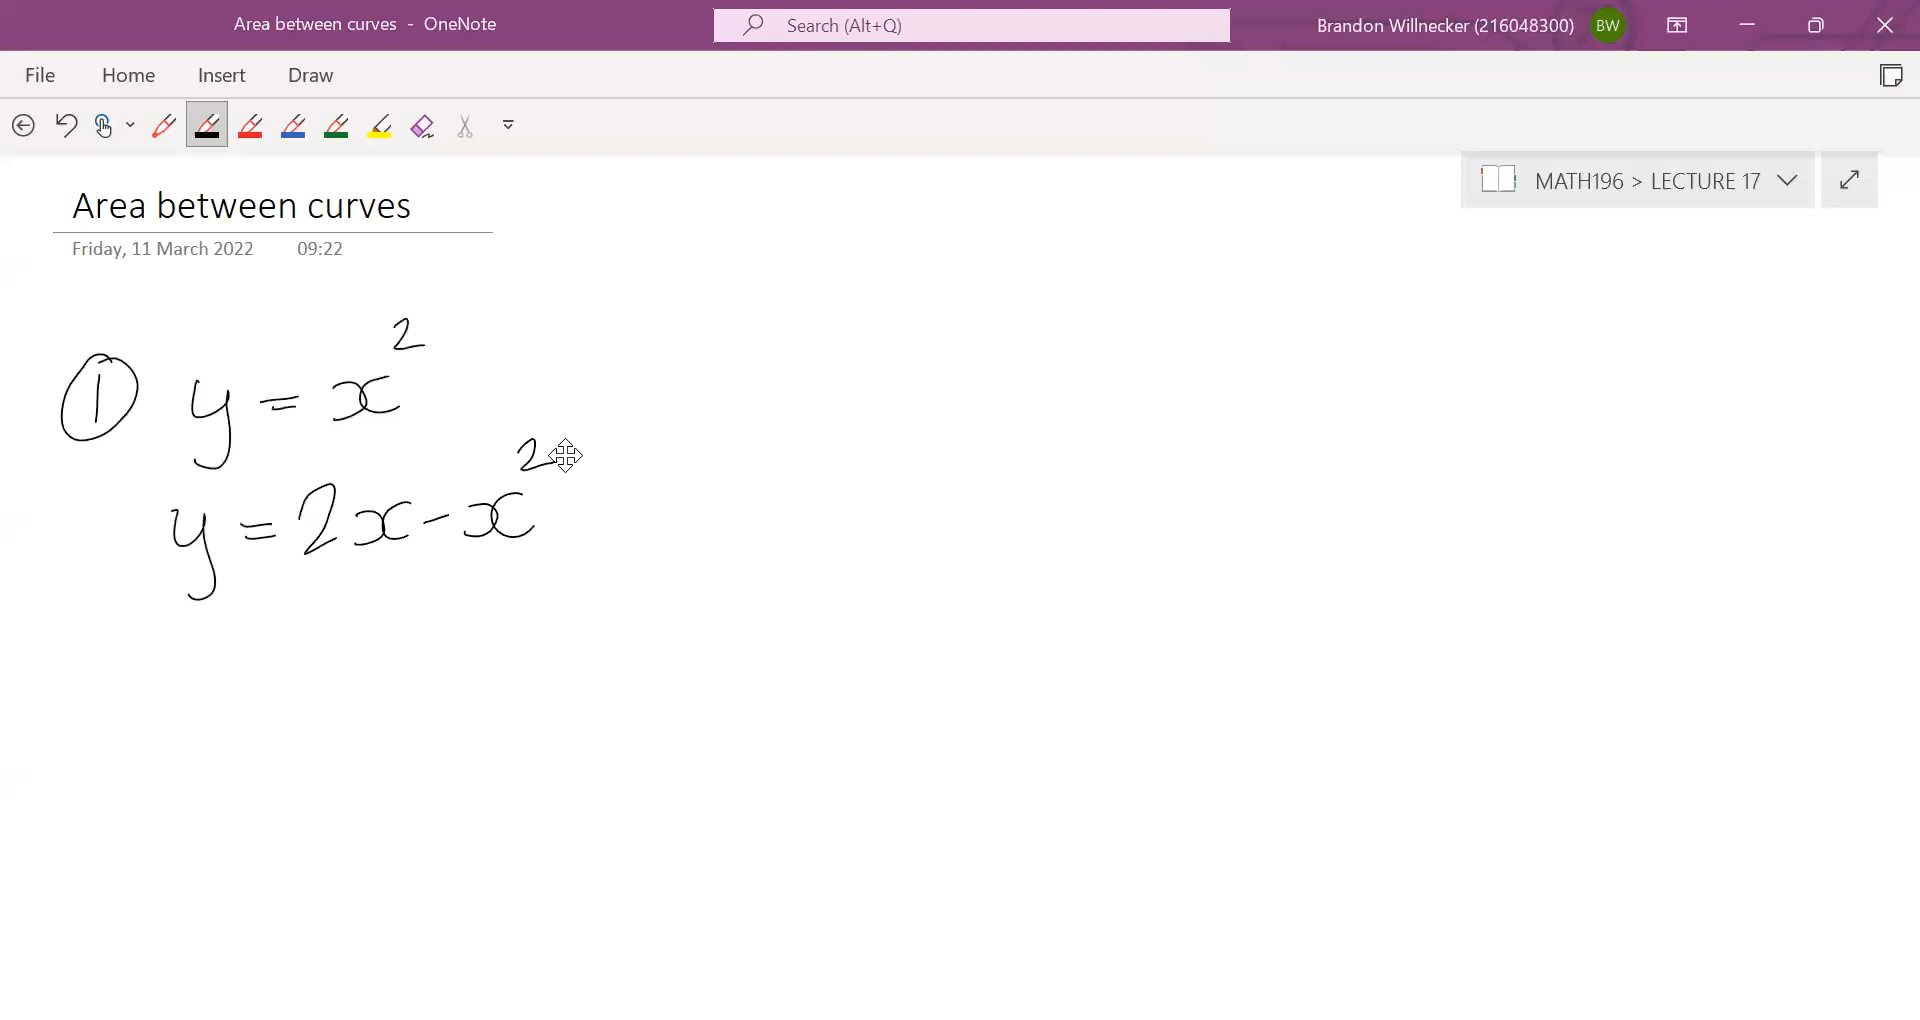 Area between curves - OneNote
Search (Alt+Q)
Brandon Willnecker (216048300)
BW
File Home Insert Draw
MATH196 > LECTURE 17
Area between curves
Friday, 11 March 2022 09:22
① y = x²
y = 2x - x²